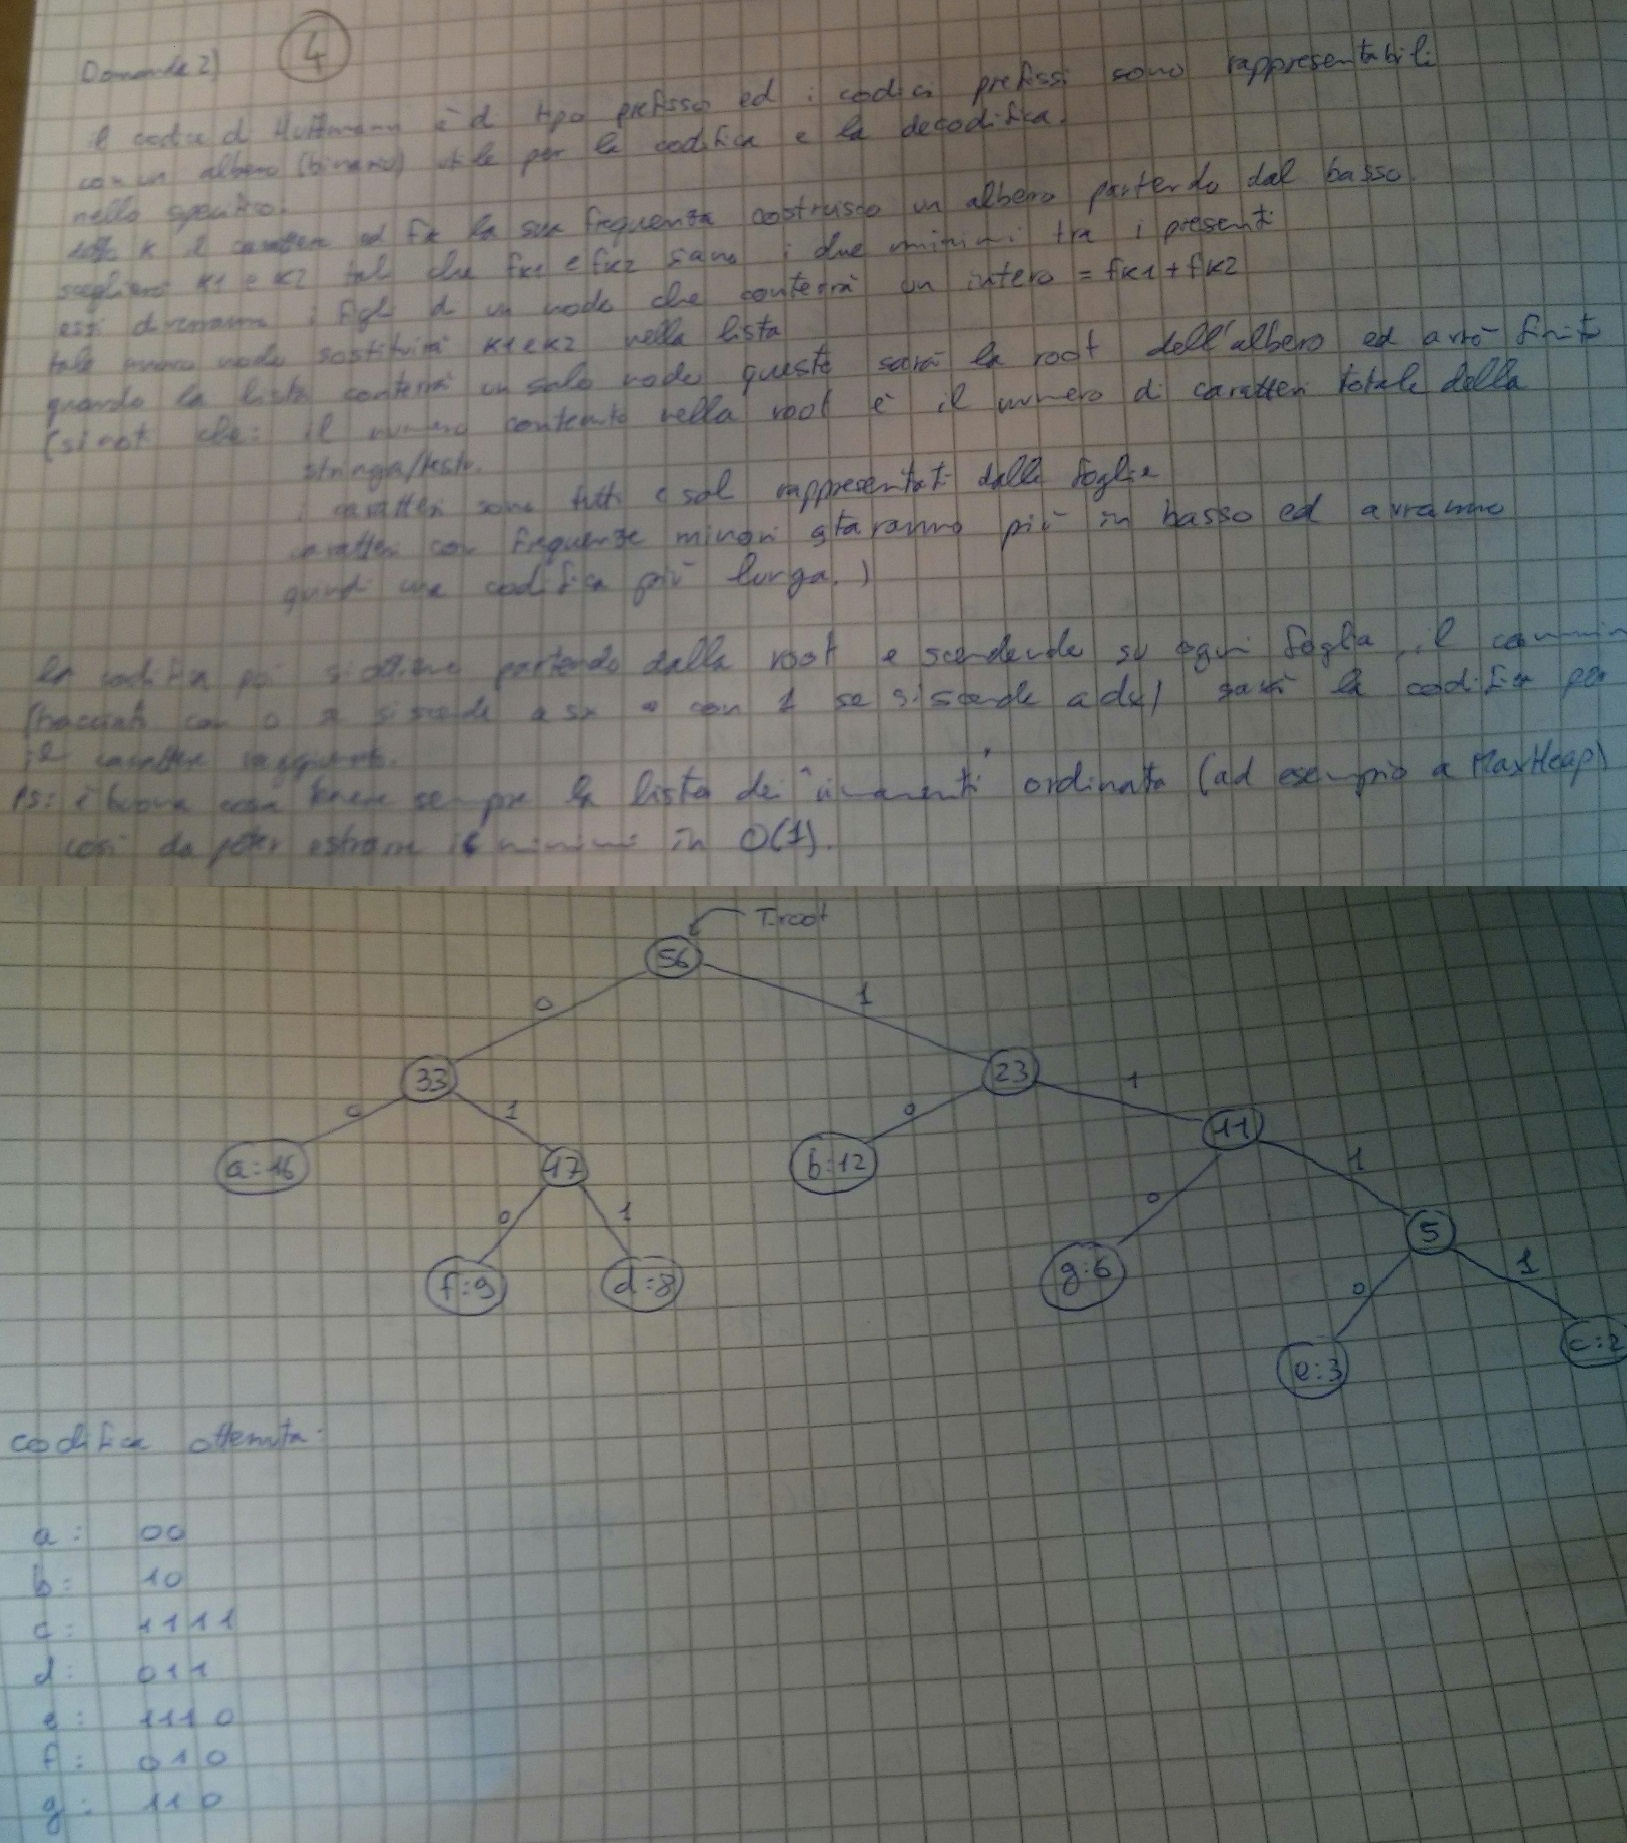 Domanda 2) 4
il codice di Huffmann è di tipo prefisso ed i codici prefissi sono rappresentabili
con un albero (binario) utile per la codifica e la decodifica.
nello specifico:
K il carattere ed fK la sua frequenza costruisco un albero partendo dal basso.
scegliero K1 e K2 tali che fK1 e fK2 siano i due minimi tra i presenti
essi diveranno i figli di un nodo che conterrà un intero = fK1 + fK2
tale nuovo nodo sostituirà K1 e K2 nella lista
quando la lista conterrà un solo nodo questo sarà la root dell'albero ed avrò finito
(si noti che: il numero contenuto nella root è il numero di caratteri totale della
stringa/testo.
i caratteri sono tutti e soli rappresentati dalle foglie
caratteri con frequenze minori staranno più in basso ed avranno
quindi una codifica più lunga.)
la codifica poi si ottiene partendo dalla root e scendendo su ogni foglia, il cammin
(tracciato con 0 se si scende a sx e con 1 se si scende a dx) sarà la codifica per
il carattere raggiunto.
PS: è buona cosa tenere sempre la lista dei rimanenti ordinata (ad esempio a MaxHeap)
così da poter estrarre i minimi in O(1).
T.root
56
0 1
33 23
0 1 0 1
a:16 17 b:12 11
0 1 0 1
f:9 d:8 g:6 5
0 1
e:3 c:2
codifica ottenuta:
a: 00
b: 10
c: 1111
d: 011
e: 1110
f: 010
g: 110